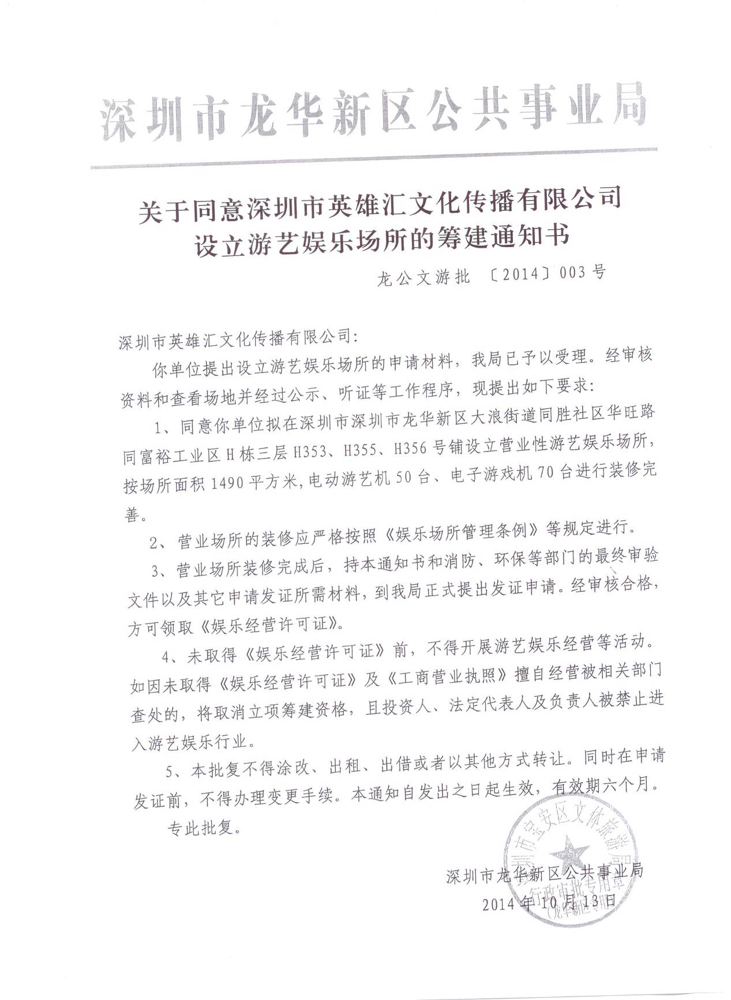 深圳市龙华新区公共事业局
关于同意深圳市英雄汇文化传播有限公司
设立游艺娱乐场所的筹建通知书
龙公文游批 〔2014〕003号
深圳市英雄汇文化传播有限公司:
你单位提出设立游艺娱乐场所的申请材料，我局已予以受理。经审核
资料和查看场地并经过公示、听证等工作程序，现提出如下要求:
1、同意你单位拟在深圳市深圳市龙华新区大浪街道同胜社区华旺路
同富裕工业区H栋三层H353、H355、H356号铺设立营业性游艺娱乐场所，
按场所面积1490平方米,电动游艺机50台、电子游戏机70台进行装修完
善。
2、营业场所的装修应严格按照《娱乐场所管理条例》等规定进行。
3、营业场所装修完成后，持本通知书和消防、环保等部门的最终审验
文件以及其它申请发证所需材料，到我局正式提出发证申请。经审核合格，
方可领取《娱乐经营许可证》。
4、未取得《娱乐经营许可证》前，不得开展游艺娱乐经营等活动。
如因未取得《娱乐经营许可证》及《工商营业执照》擅自经营被相关部门
查处的，将取消立项筹建资格，且投资人、法定代表人及负责人被禁止进
入游艺娱乐行业。
5、本批复不得涂改、出租、出借或者以其他方式转让。同时在申请
发证前，不得办理变更手续。本通知自发出之日起生效，有效期六个月。
专此批复。
深圳市宝安区文体旅游局
深圳市龙华新区公共事业局
行政审批专用章
2014年10月13日
(龙华新区专用)